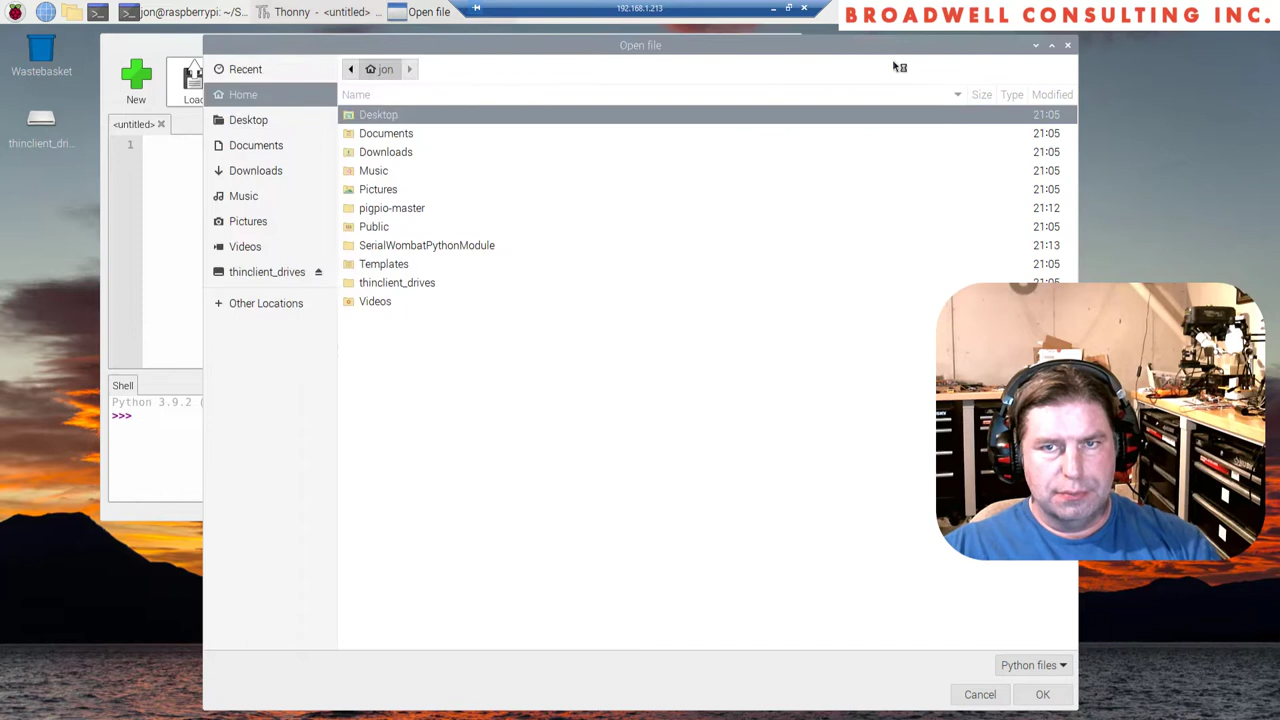 jon@raspberrypi: ~/S...
Thonny - <untitled> ...
Open file
192.168.1.213
BROADWELL CONSULTING INC.
Open file
Wastebasket
thinclient_dri...
New
Loa
<untitled>
1
Shell
Python 3.9.2 (
>>>
Recent
Home
Desktop
Documents
Downloads
Music
Pictures
Videos
thinclient_drives
Other Locations
jon
Name Size Type Modified
Desktop 21:05
Documents 21:05
Downloads 21:05
Music 21:05
Pictures 21:05
pigpio-master 21:12
Public 21:05
SerialWombatPythonModule 21:13
Templates 21:05
thinclient_drives 21:05
Videos
Python files
Cancel OK